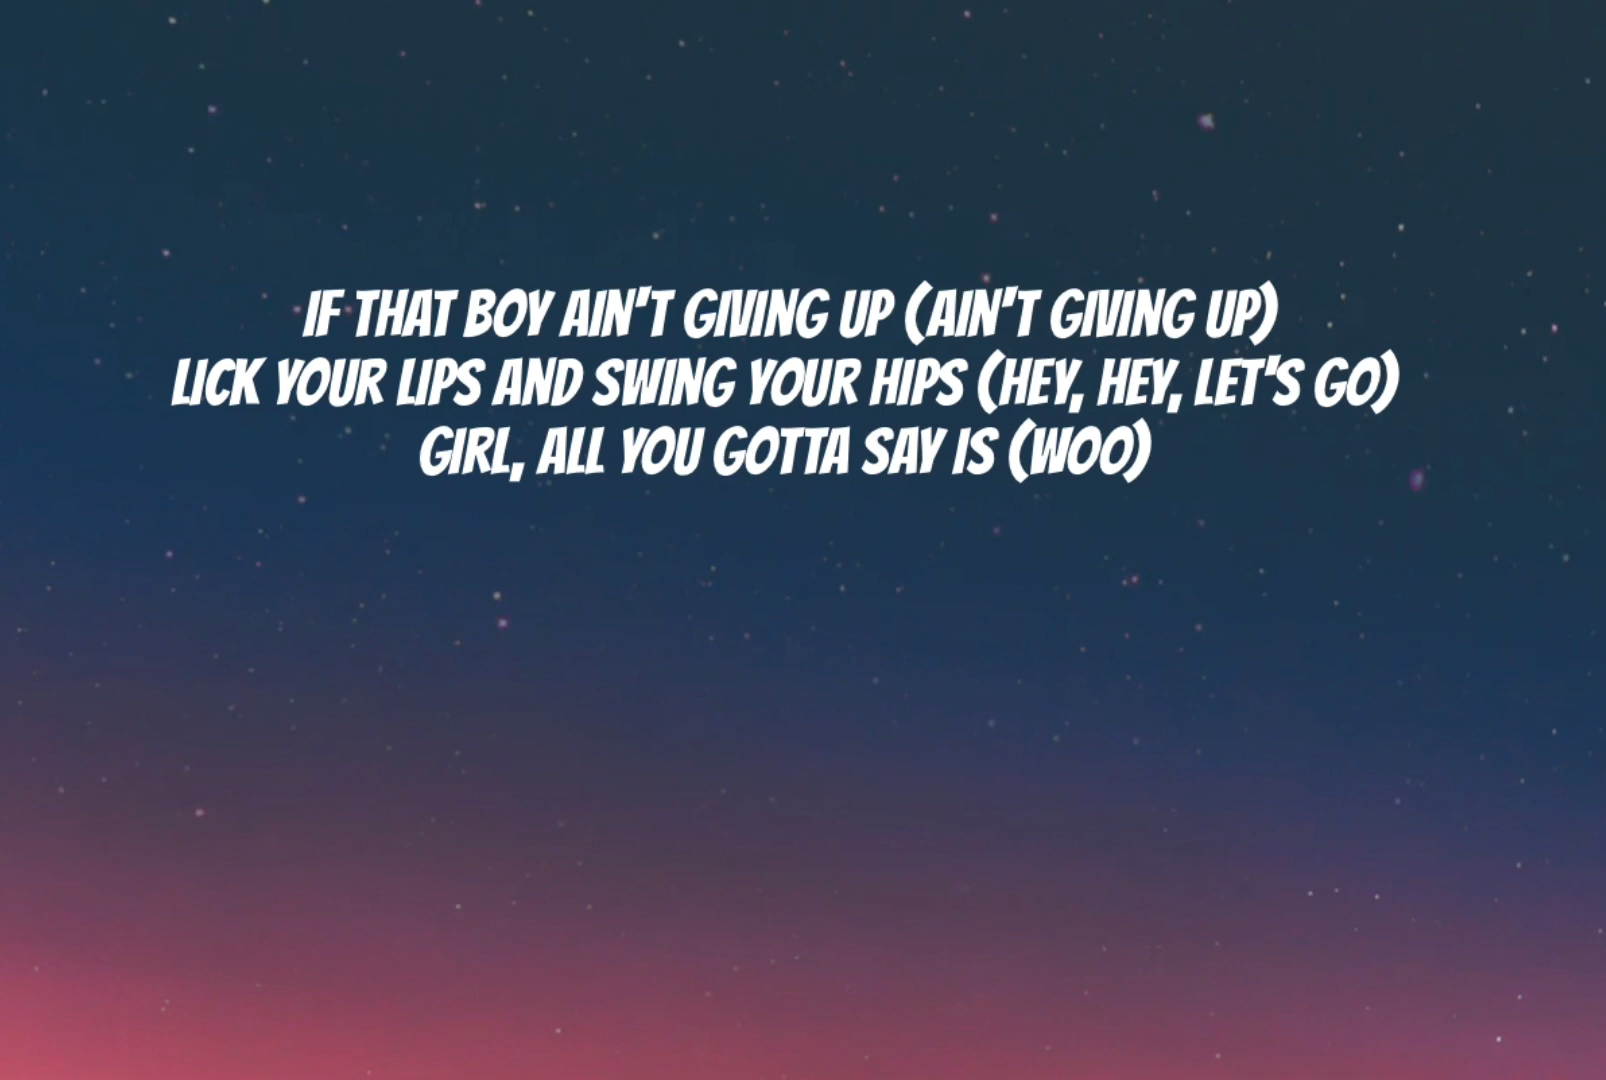 IF THAT BOY AIN'T GIVING UP (AIN'T GIVING UP)
LICK YOUR LIPS AND SWING YOUR HIPS (HEY, HEY, LET'S GO)
GIRL, ALL YOU GOTTA SAY IS (WOO)